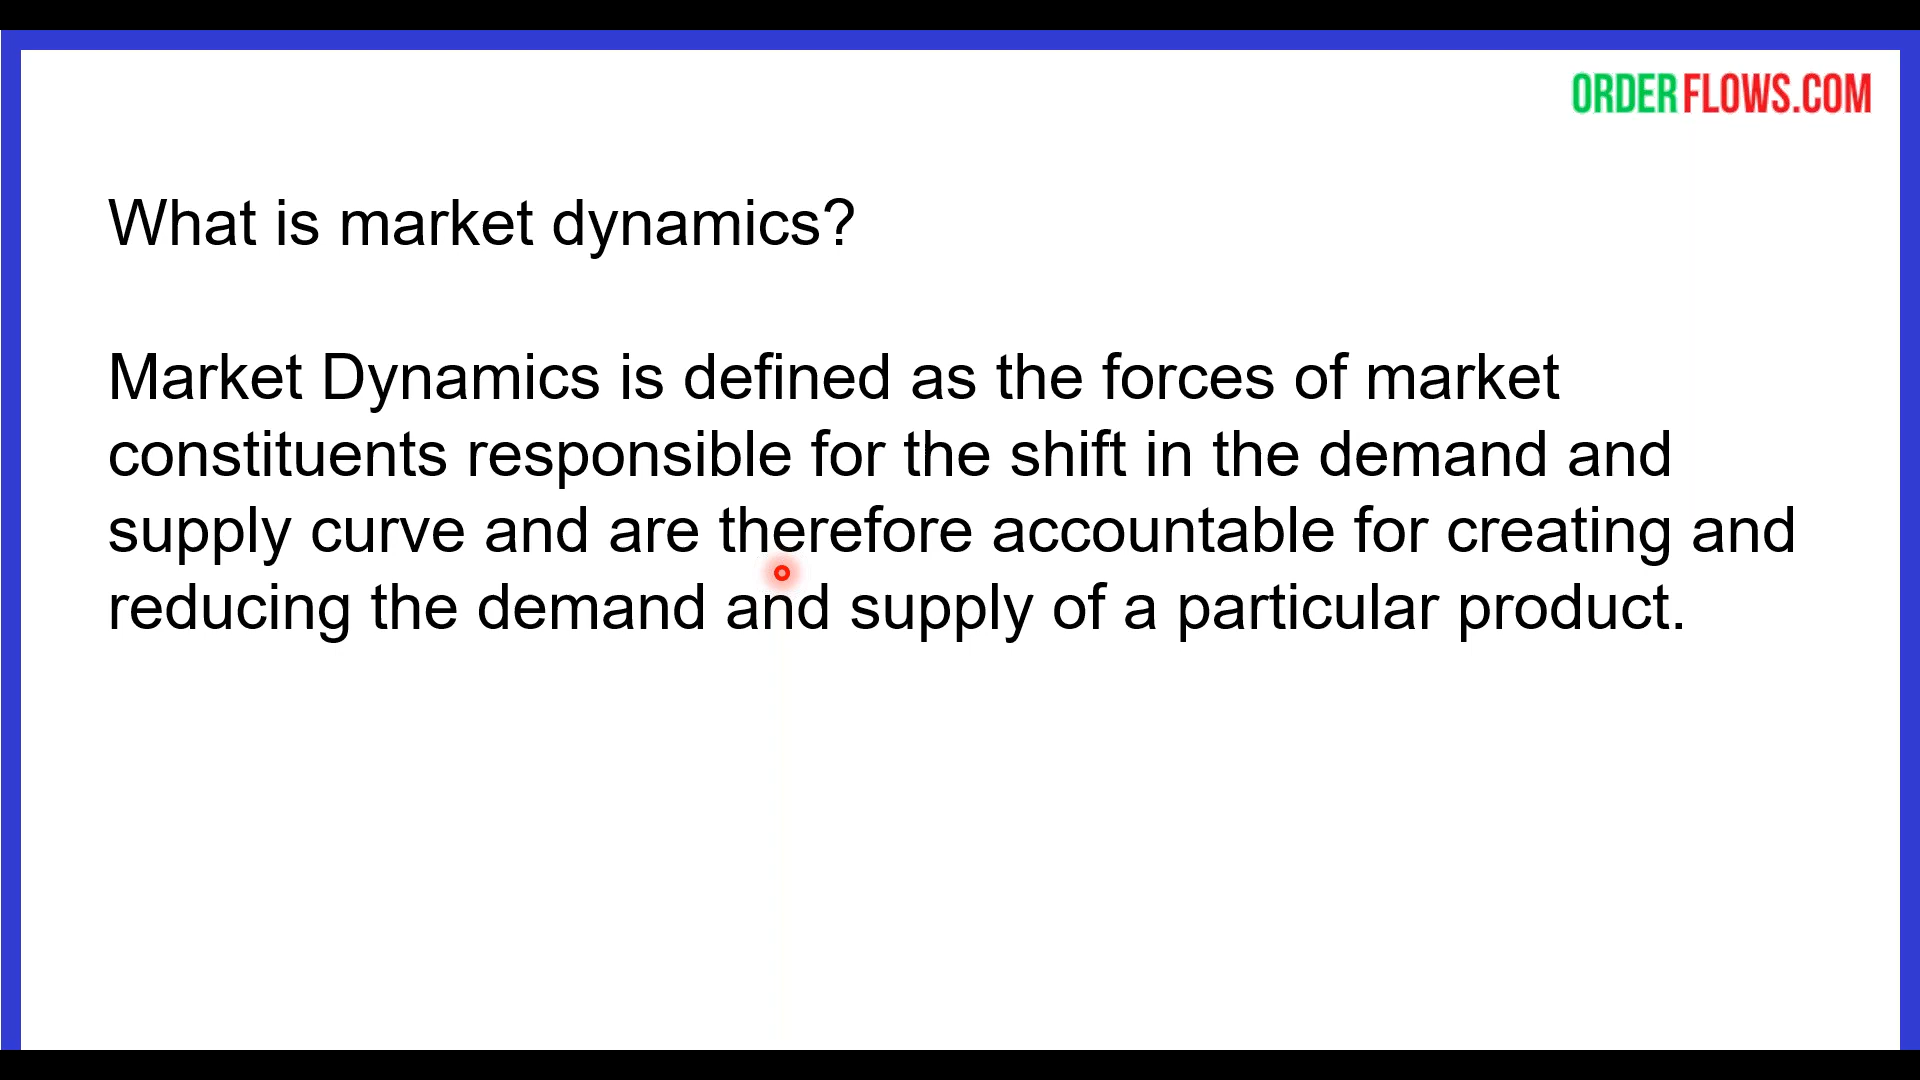 ORDERFLOWS.COM
What is market dynamics?
Market Dynamics is defined as the forces of market
constituents responsible for the shift in the demand and
supply curve and are therefore accountable for creating and
reducing the demand and supply of a particular product.